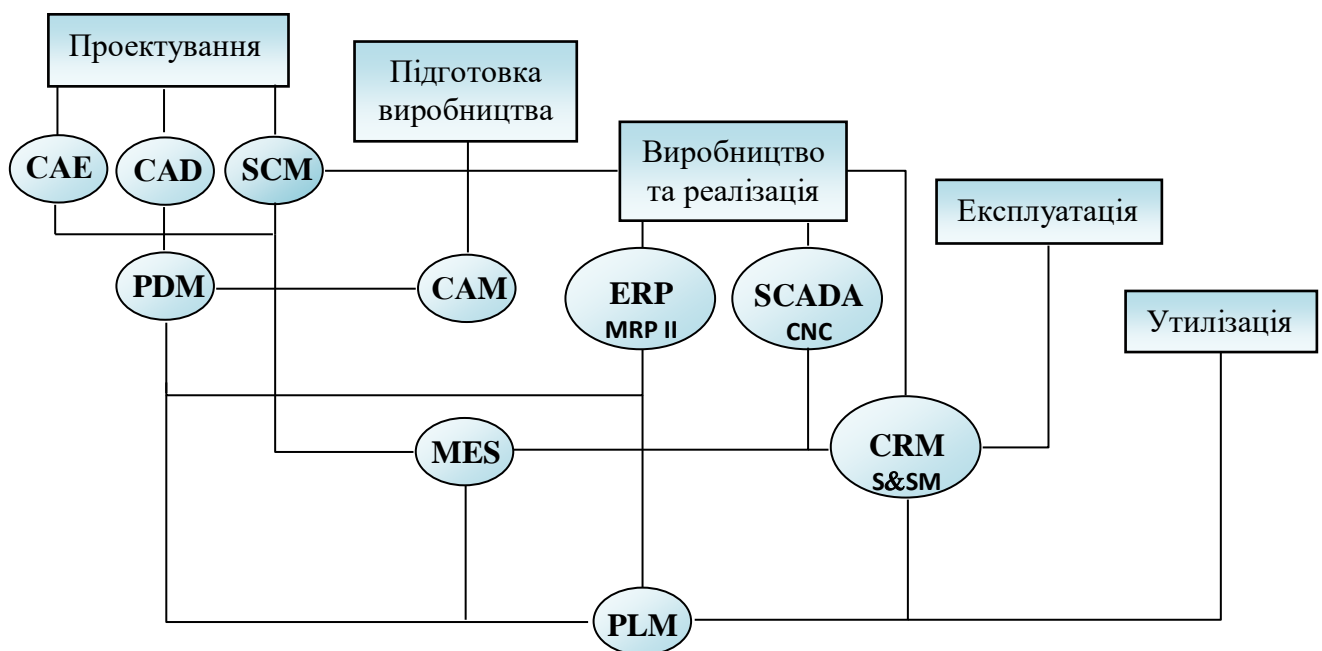 Проектування
Підготовка
виробництва
Виробництво
та реалізація
Експлуатація
Утилізація
CAE
CAD
SCM
PDM
CAM
ERP
MRP II
SCADA
CNC
MES
CRM
S&SM
PLM